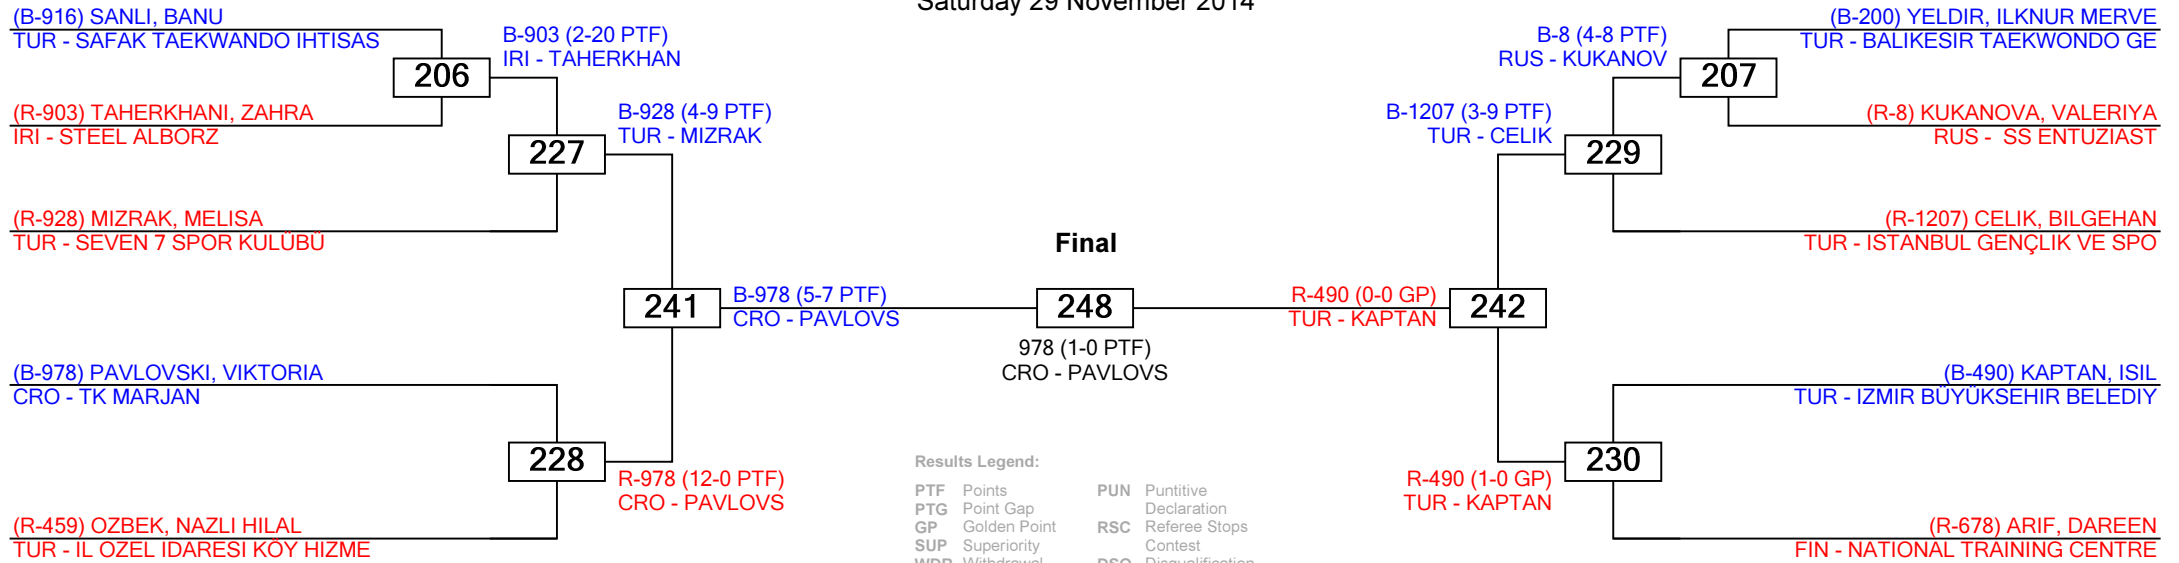 Saturday 29 November 2014
(B-916) SANLI, BANU
TUR - SAFAK TAEKWANDO IHTISAS
206
(R-903) TAHERKHANI, ZAHRA
IRI - STEEL ALBORZ
B-903 (2-20 PTF)
IRI - TAHERKHAN
227
(R-928) MIZRAK, MELISA
TUR - SEVEN 7 SPOR KULÜBÜ
B-928 (4-9 PTF)
TUR - MIZRAK
241
(B-978) PAVLOVSKI, VIKTORIA
CRO - TK MARJAN
228
(R-459) OZBEK, NAZLI HILAL
TUR - IL OZEL IDARESI KÖY HIZME
R-978 (12-0 PTF)
CRO - PAVLOVS
B-978 (5-7 PTF)
CRO - PAVLOVS
Final
248
978 (1-0 PTF)
CRO - PAVLOVS
R-490 (0-0 GP)
TUR - KAPTAN
242
B-1207 (3-9 PTF)
TUR - CELIK
229
B-8 (4-8 PTF)
RUS - KUKANOV
207
(B-200) YELDIR, ILKNUR MERVE
TUR - BALIKESIR TAEKWONDO GE
(R-8) KUKANOVA, VALERIYA
RUS - SS ENTUZIAST
(R-1207) CELIK, BILGEHAN
TUR - ISTANBUL GENÇLIK VE SPO
(B-490) KAPTAN, ISIL
TUR - IZMIR BÜYÜKSEHIR BELEDIY
230
R-490 (1-0 GP)
TUR - KAPTAN
(R-678) ARIF, DAREEN
FIN - NATIONAL TRAINING CENTRE
Results Legend:
PTF Points
PTG Point Gap
GP Golden Point
SUP Superiority
WDR Withdrawal
PUN Puntitive
Declaration
RSC Referee Stops
Contest
DSQ Disqualification